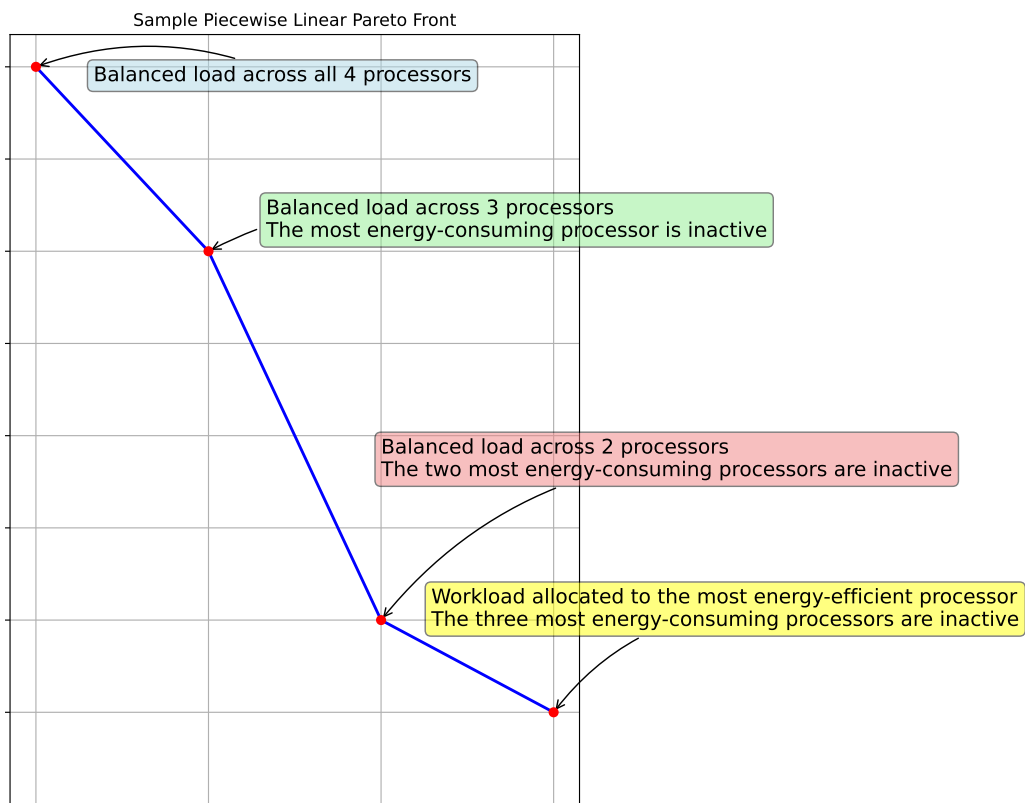 Sample Piecewise Linear Pareto Front
Balanced load across all 4 processors
Balanced load across 3 processors
The most energy-consuming processor is inactive
Balanced load across 2 processors
The two most energy-consuming processors are inactive
Workload allocated to the most energy-efficient processor
The three most energy-consuming processors are inactive